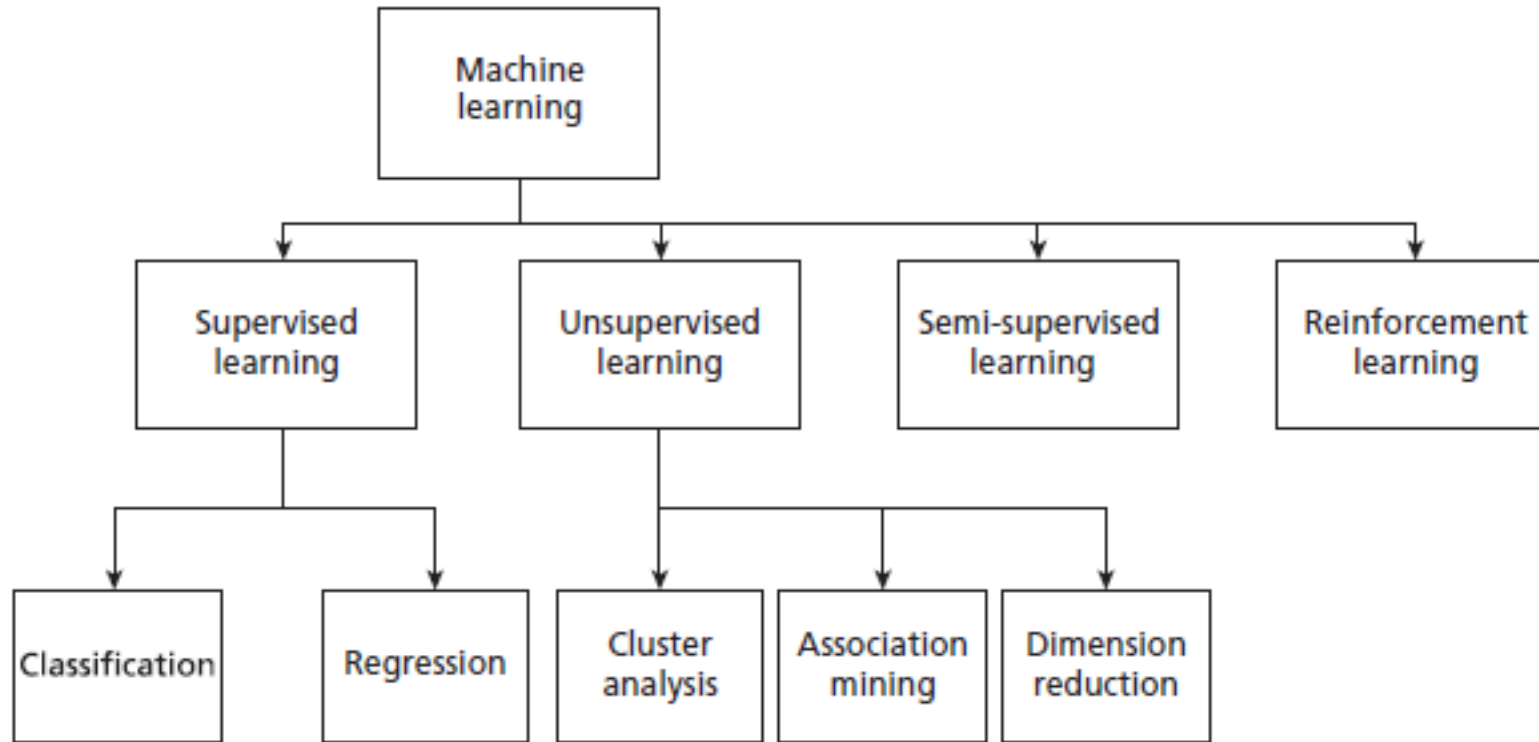 Machine
learning
Supervised
learning
Unsupervised
learning
Semi-supervised
learning
Reinforcement
learning
Classification
Regression
Cluster
analysis
Association
mining
Dimension
reduction